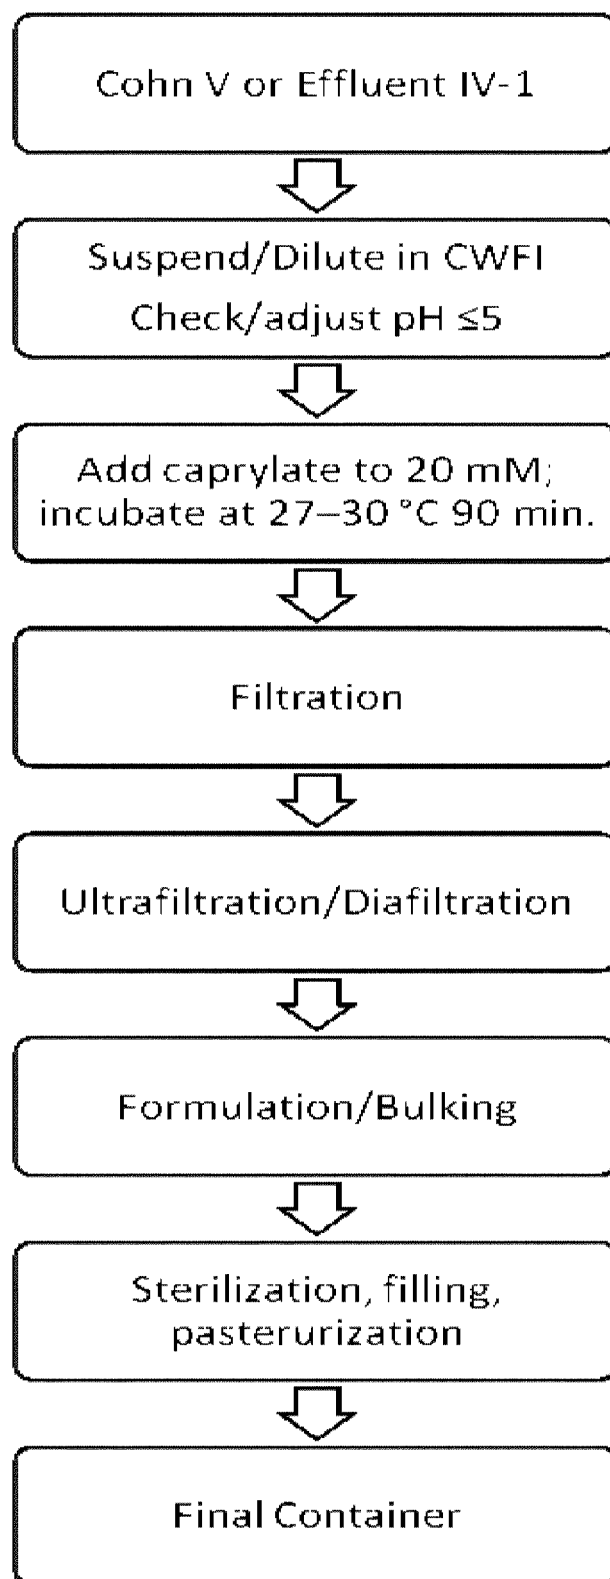 Cohn V or Effluent IV-1
Suspend/Dilute in CWFI
Check/adjust pH ≤5
Add caprylate to 20 mM;
incubate at 27–30 °C 90 min.
Filtration
Ultrafiltration/Diafiltration
Formulation/Bulking
Sterilization, filling,
pasterurization
Final Container